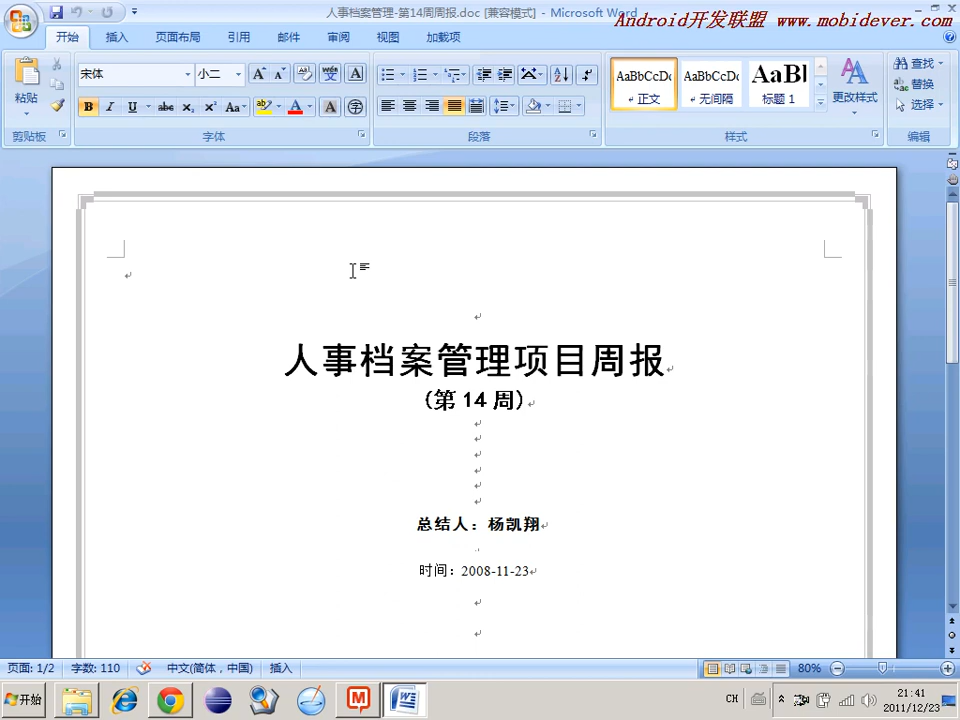 人事档案管理-第14周周报.doc [兼容模式] - Microsoft Word
Android开发联盟 www.mobidever.com
开始 插入 页面布局 引用 邮件 审阅 视图 加载项
粘贴
剪贴板
宋体 小二
B I U abc X₂ X² Aa
字体
段落
AaBbCcDc AaBbCcDc AaBl
正文 无间隔 标题 1
更改样式
样式
查找
替换
选择
编辑
人事档案管理项目周报
(第 14 周)
总结人：杨凯翔
时间：2008-11-23
页面: 1/2 字数: 110 中文(简体，中国) 插入 80%
开始 CH 21:41
2011/12/23